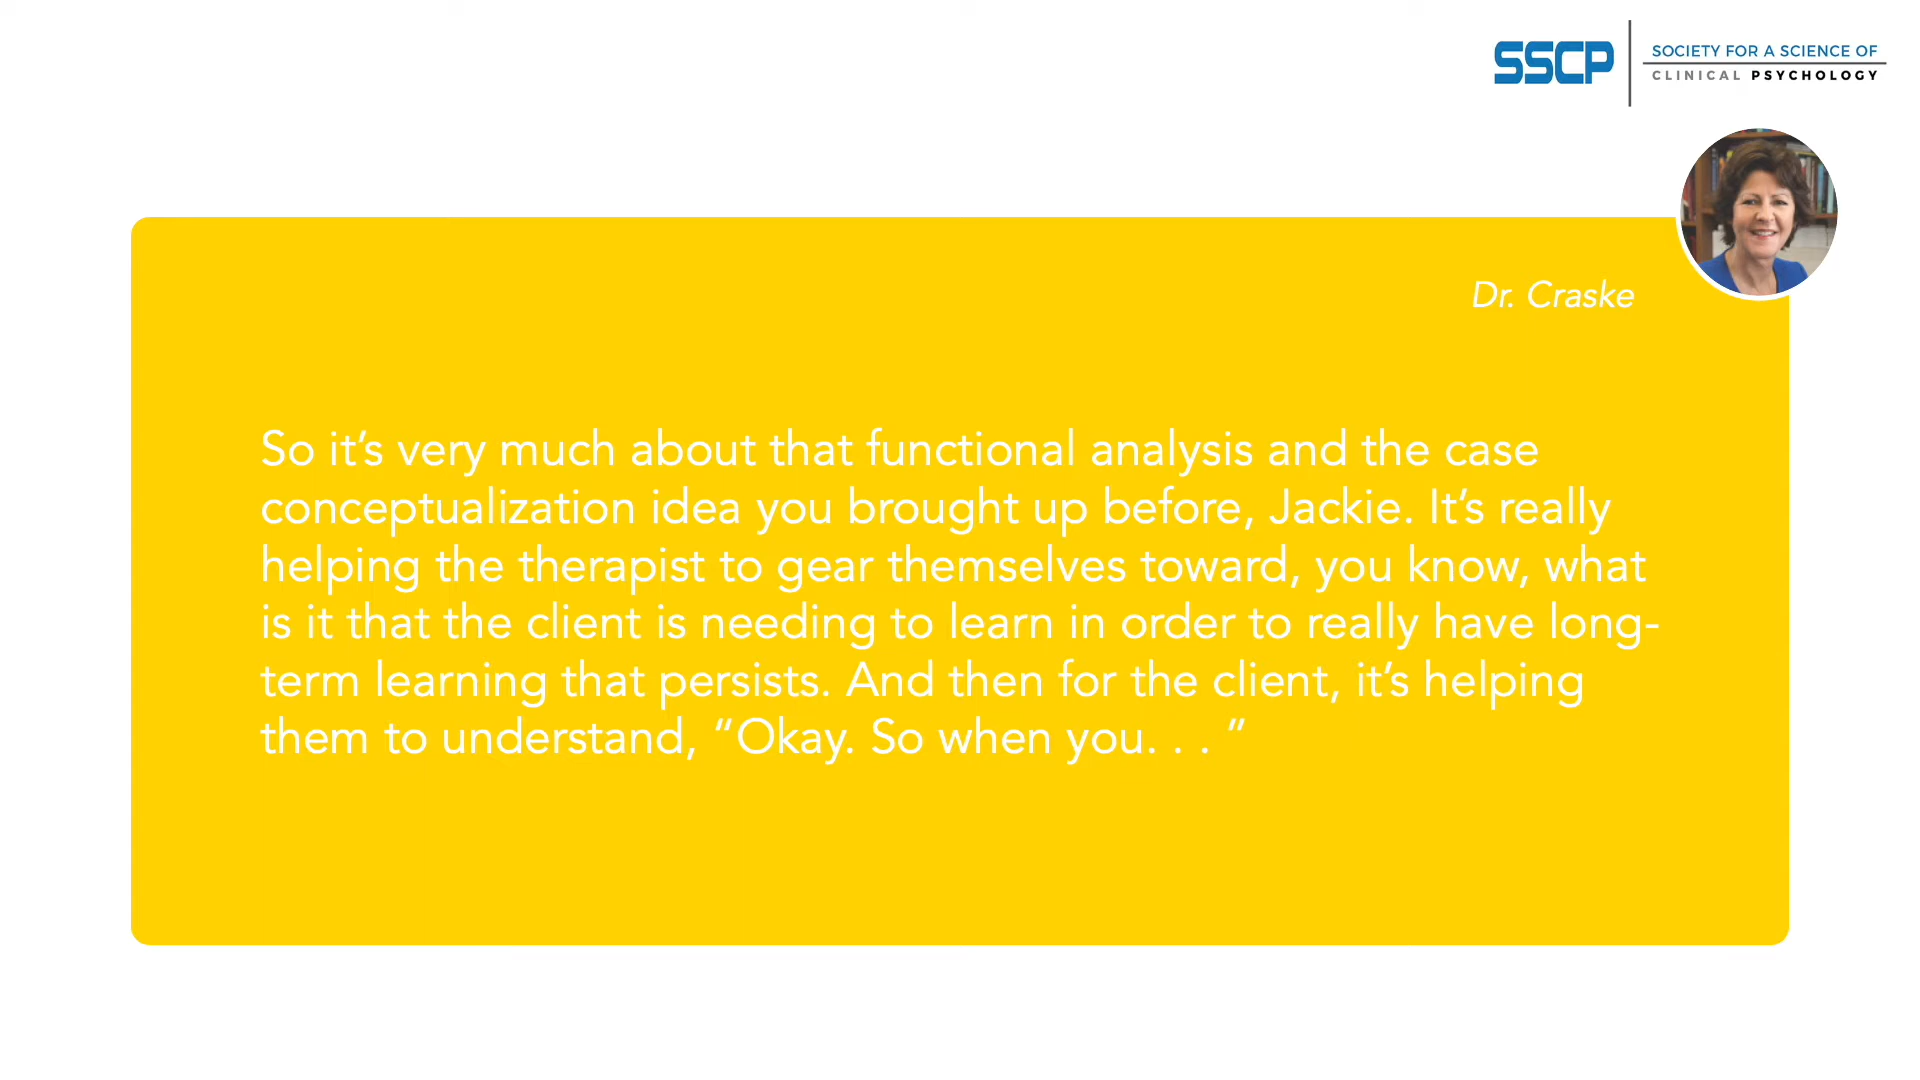 SSCP
SOCIETY FOR A SCIENCE OF
CLINICAL PSYCHOLOGY
Dr. Craske
So it’s very much about that functional analysis and the case
conceptualization idea you brought up before, Jackie. It’s really
helping the therapist to gear themselves toward, you know, what
is it that the client is needing to learn in order to really have long-
term learning that persists. And then for the client, it’s helping
them to understand, “Okay. So when you. . . ”